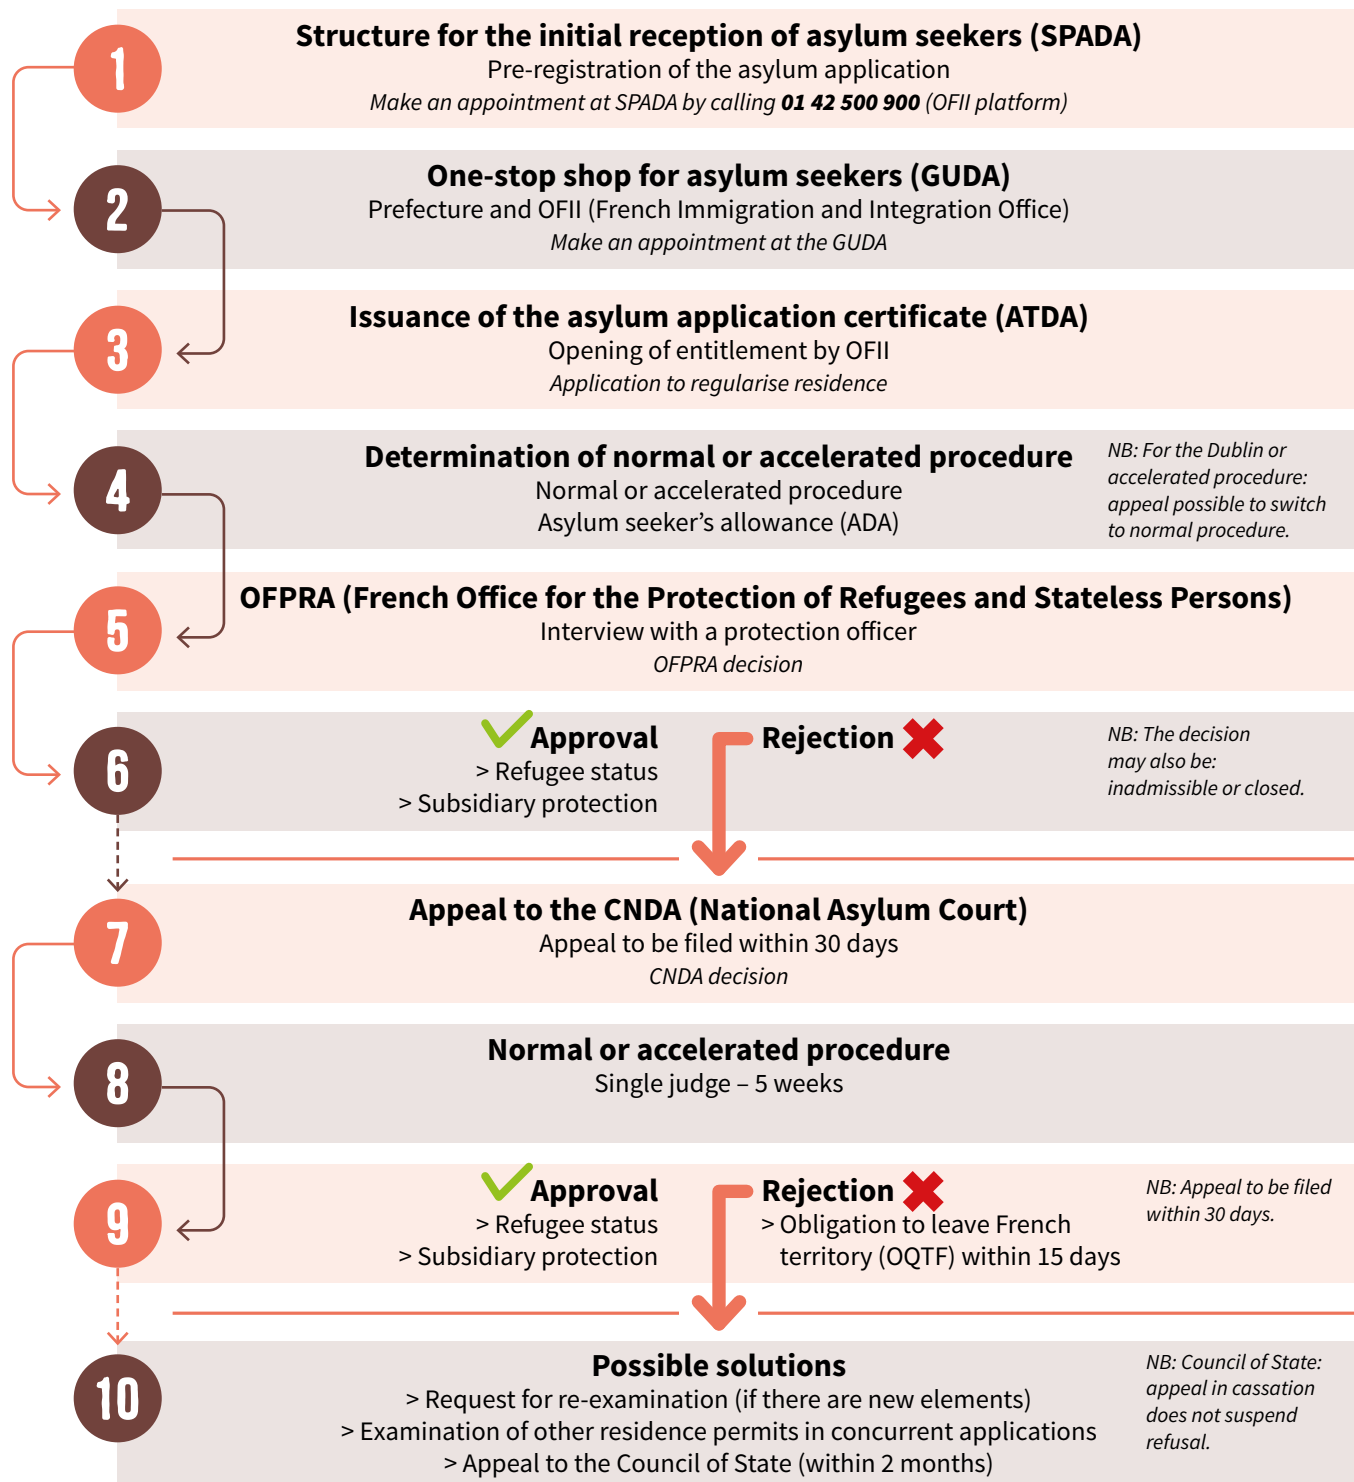 1
Structure for the initial reception of asylum seekers (SPADA)
Pre-registration of the asylum application
Make an appointment at SPADA by calling 01 42 500 900 (OFII platform)
2
One-stop shop for asylum seekers (GUDA)
Prefecture and OFII (French Immigration and Integration Office)
Make an appointment at the GUDA
3
Issuance of the asylum application certificate (ATDA)
Opening of entitlement by OFII
Application to regularise residence
4
Determination of normal or accelerated procedure
Normal or accelerated procedure
Asylum seeker's allowance (ADA)
NB: For the Dublin or
accelerated procedure:
appeal possible to switch
to normal procedure.
5
OFPRA (French Office for the Protection of Refugees and Stateless Persons)
Interview with a protection officer
OFPRA decision
6
Approval
> Refugee status
> Subsidiary protection
Rejection
NB: The decision
may also be:
inadmissible or closed.
7
Appeal to the CNDA (National Asylum Court)
Appeal to be filed within 30 days
CNDA decision
8
Normal or accelerated procedure
Single judge – 5 weeks
9
Approval
> Refugee status
> Subsidiary protection
Rejection
> Obligation to leave French
territory (OQTF) within 15 days
NB: Appeal to be filed
within 30 days.
10
Possible solutions
> Request for re-examination (if there are new elements)
> Examination of other residence permits in concurrent applications
> Appeal to the Council of State (within 2 months)
NB: Council of State:
appeal in cassation
does not suspend
refusal.